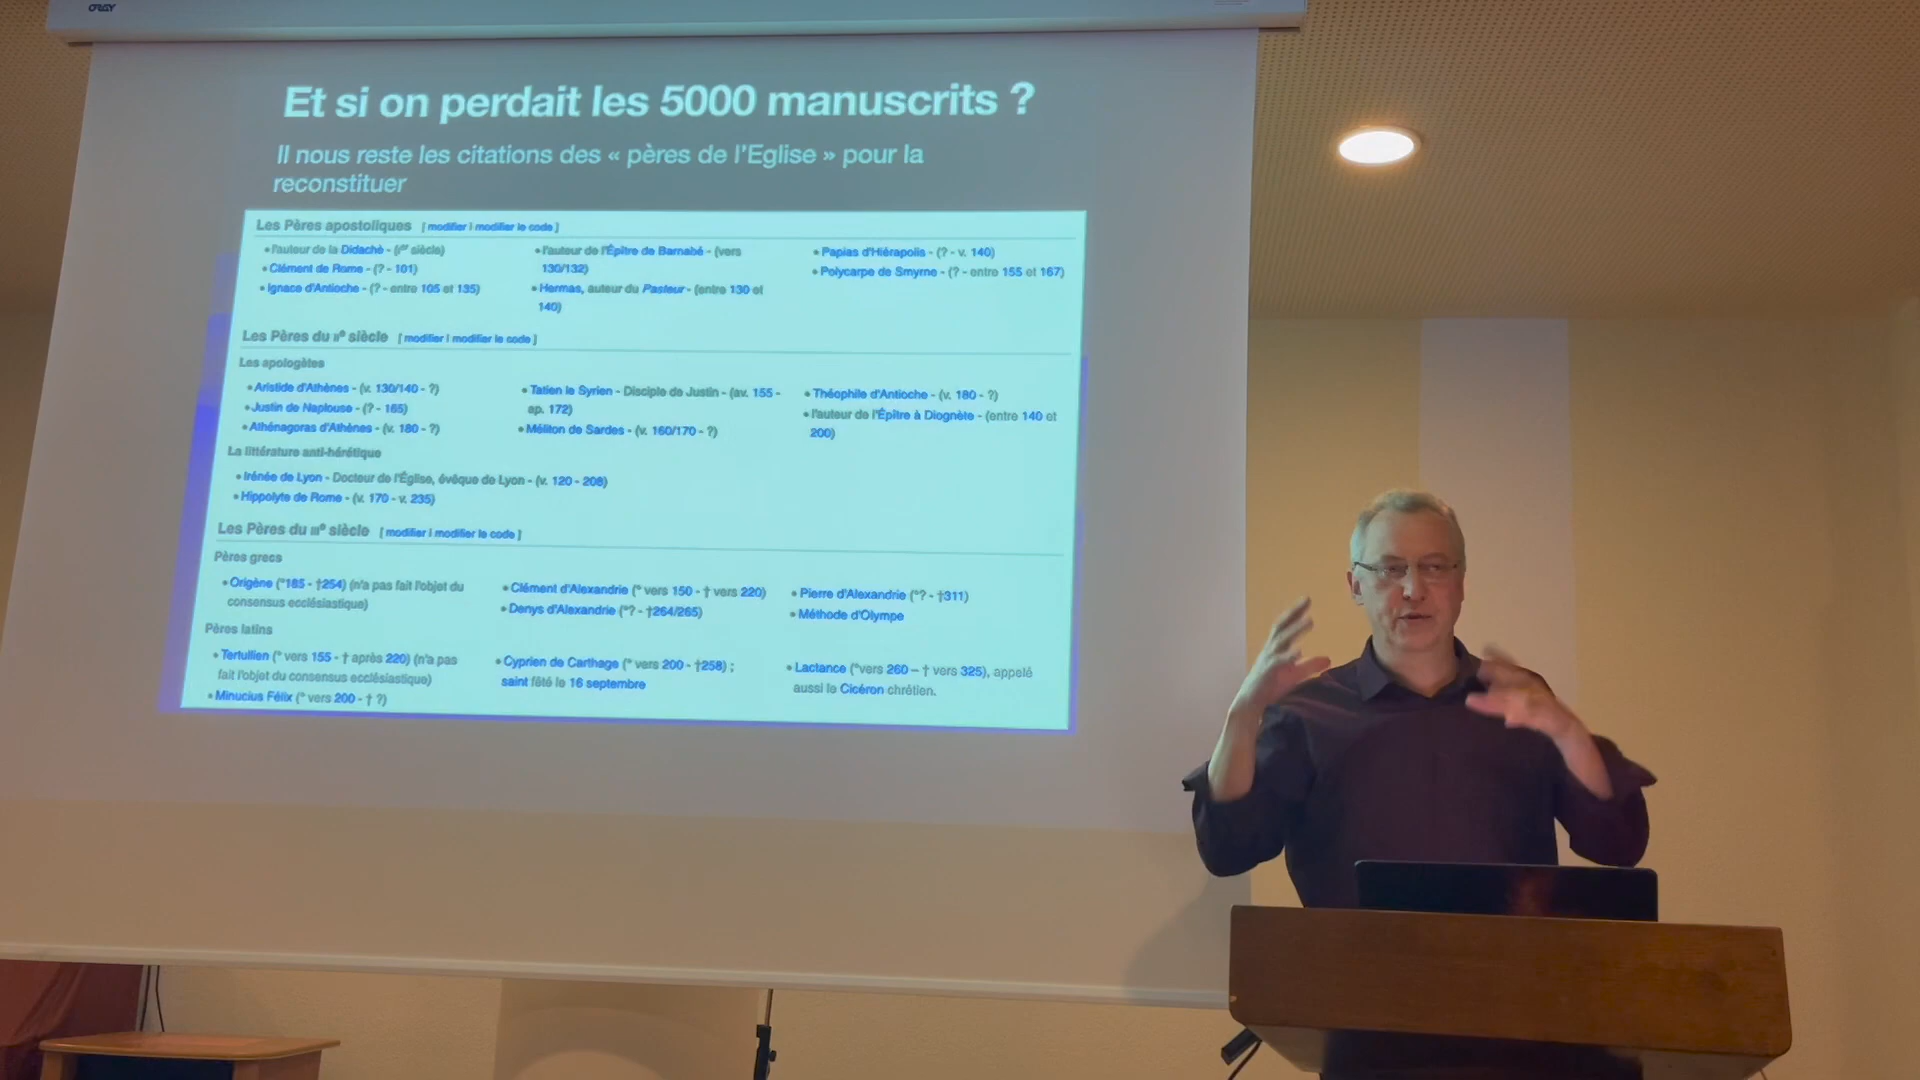 ORAY
Et si on perdait les 5000 manuscrits ?
Il nous reste les citations des « pères de l'Eglise » pour la
reconstituer
Les Pères apostoliques [ modifier | modifier le code ]
• l'auteur de la Didachè - (Ier siècle)
• Clément de Rome - (? - 101)
• Ignace d'Antioche - (? - entre 105 et 135)
• l'auteur de l'Épître de Barnabé - (vers
130/132)
• Hermas, auteur du Pasteur - (entre 130 et
140)
• Papias d'Hiérapolis - (? - v. 140)
• Polycarpe de Smyrne - (? - entre 155 et 167)
Les Pères du IIe siècle [ modifier | modifier le code ]
Les apologètes
• Aristide d'Athènes - (v. 130/140 - ?)
• Justin de Naplouse - (? - 165)
• Athénagoras d'Athènes - (v. 180 - ?)
• Tatien le Syrien - Disciple de Justin - (av. 155 -
ap. 172)
• Méliton de Sardes - (v. 160/170 - ?)
• Théophile d'Antioche - (v. 180 - ?)
• l'auteur de l'Épître à Diognète - (entre 140 et
200)
La littérature anti-hérétique
• Irénée de Lyon - Docteur de l'Église, évêque de Lyon - (v. 120 - 208)
• Hippolyte de Rome - (v. 170 - v. 235)
Les Pères du IIIe siècle [ modifier | modifier le code ]
Pères grecs
• Origène (°185 - †254) (n'a pas fait l'objet du
consensus ecclésiastique)
• Clément d'Alexandrie (° vers 150 - † vers 220)
• Denys d'Alexandrie (°? - †264/265)
• Pierre d'Alexandrie (°? - †311)
• Méthode d'Olympe
Pères latins
• Tertullien (° vers 155 - † après 220) (n'a pas
fait l'objet du consensus ecclésiastique)
• Minucius Félix (° vers 200 - † ?)
• Cyprien de Carthage (° vers 200 - †258) ;
saint fêté le 16 septembre
• Lactance (°vers 260 – † vers 325), appelé
aussi le Cicéron chrétien.